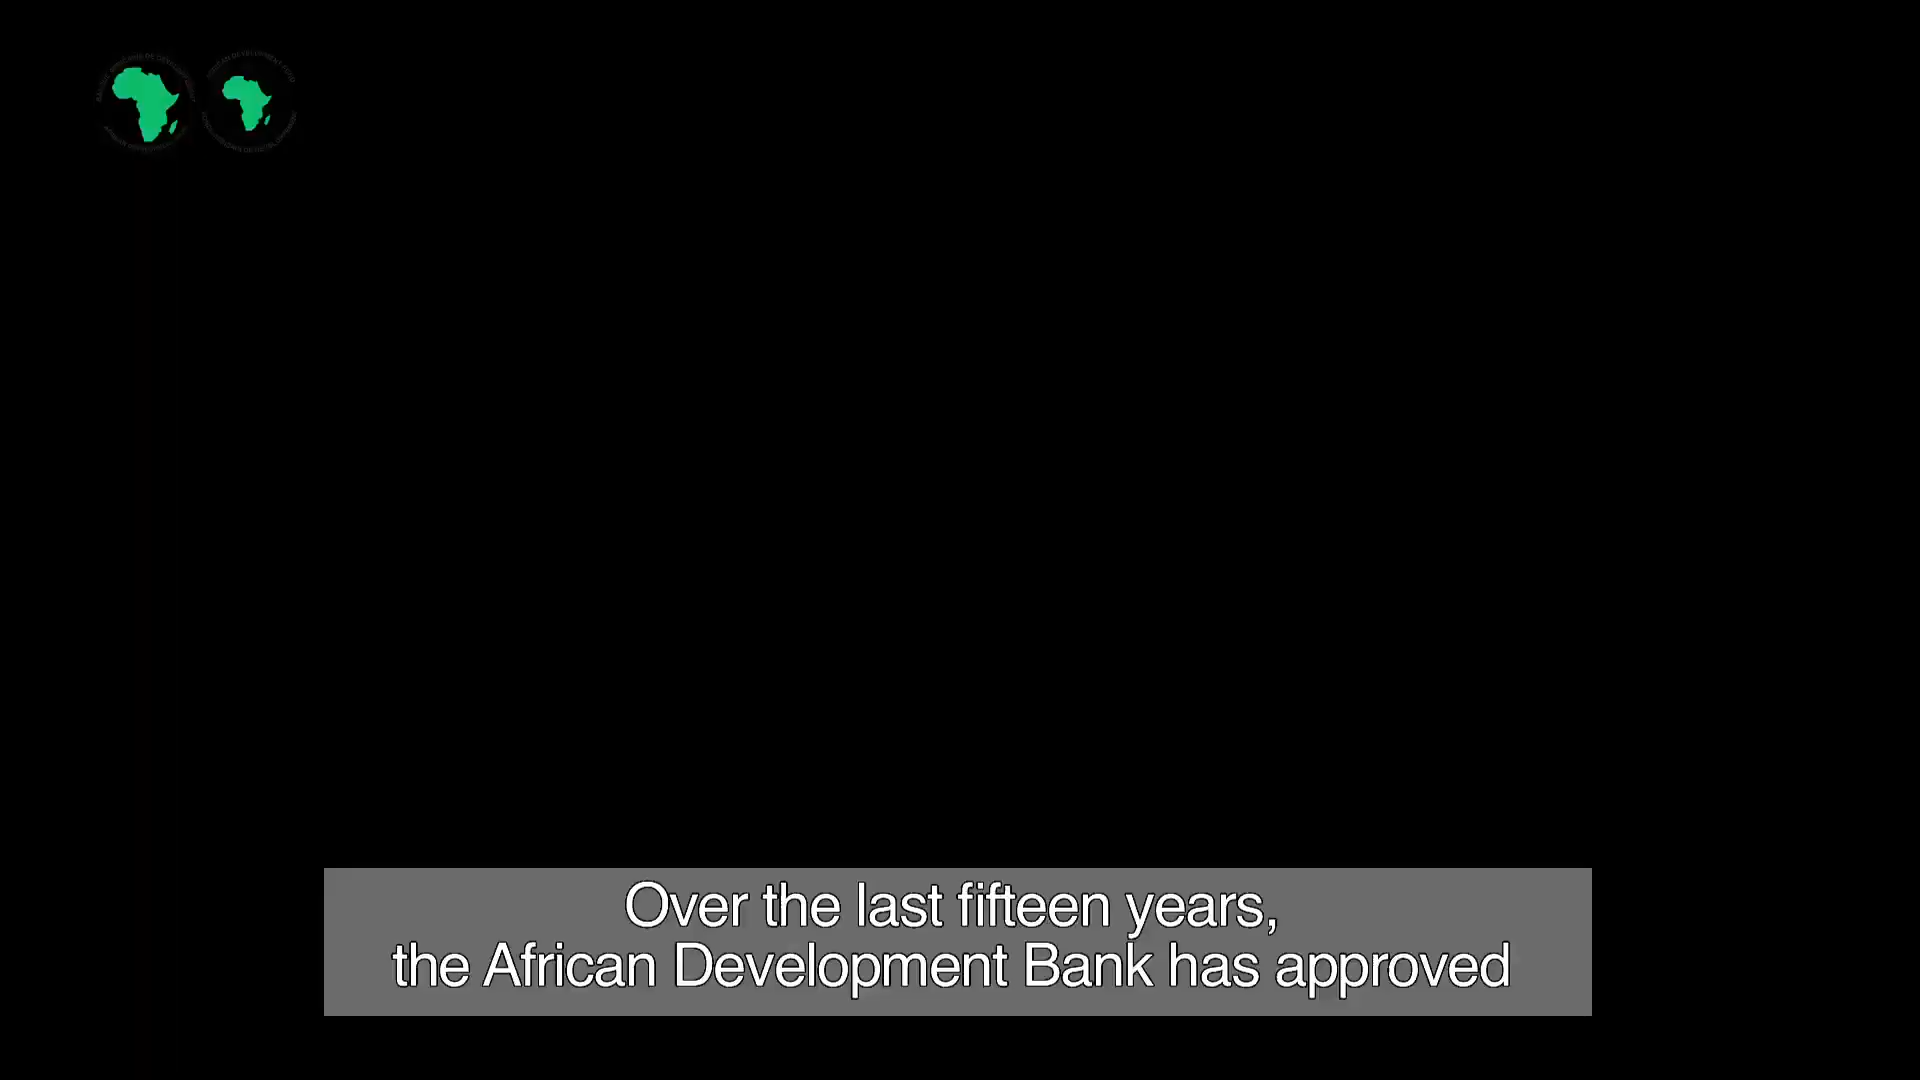 Over the last fifteen years,
the African Development Bank has approved